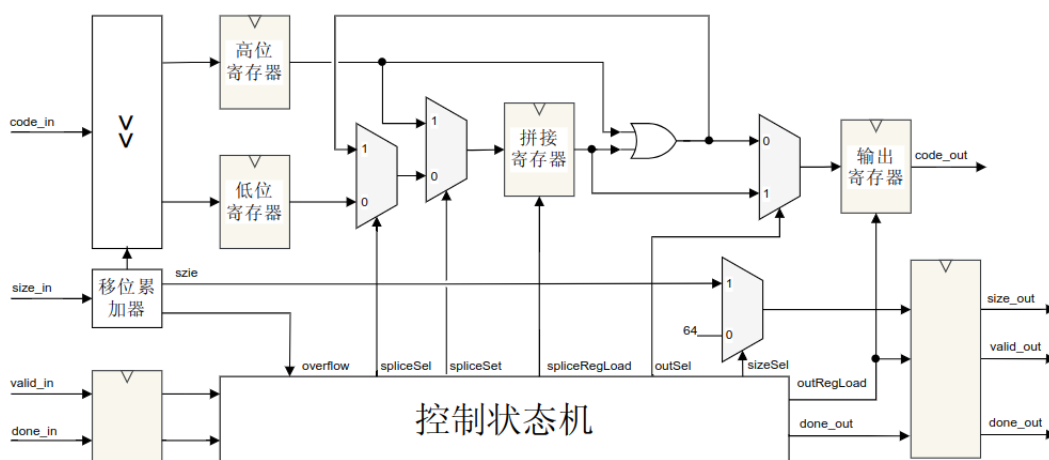 高位
寄存器
code_in
>>
1
1
0
0
拼接
寄存器
0
1
输出
寄存器
code_out
低位
寄存器
size_in
移位累
加器
szie
1
64
0
size_out
valid_out
done_out
overflow
spliceSel
spliceSet
spliceRegLoad
outSel
sizeSel
outRegLoad
done_out
valid_in
done_in
控制状态机